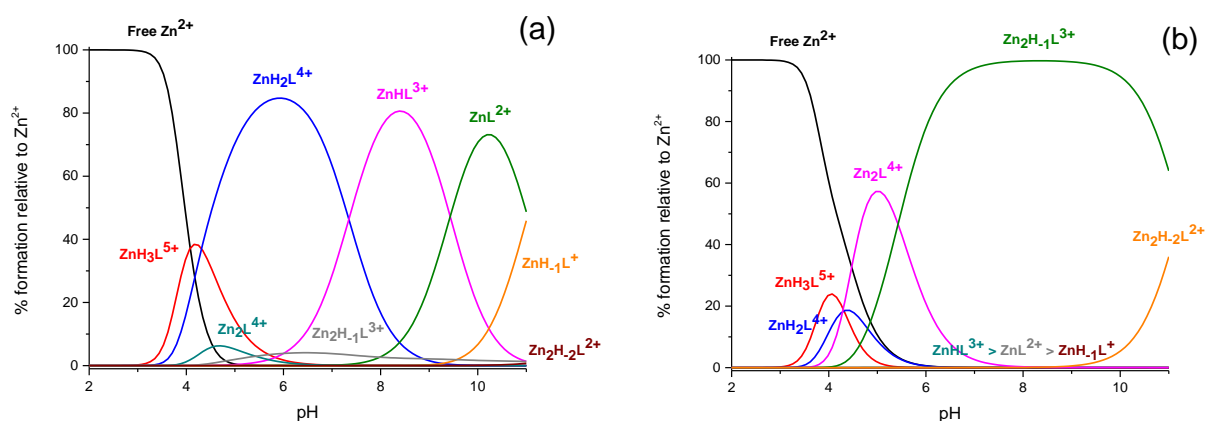 (a)
Free Zn²⁺
% formation relative to Zn²⁺
100
80
60
40
20
0
ZnH₂L⁴⁺
ZnHL³⁺
ZnL²⁺
ZnH₃L⁵⁺
ZnH₋₁L⁺
Zn₂L⁴⁺
Zn₂H₋₁L³⁺
Zn₂H₋₂L²⁺
2 4 6 8 10
pH
(b)
Free Zn²⁺
Zn₂H₋₁L³⁺
% formation relative to Zn²⁺
100
80
60
40
20
0
Zn₂L⁴⁺
Zn₂H₋₂L²⁺
ZnH₃L⁵⁺
ZnH₂L⁴⁺
ZnHL³⁺ > ZnL²⁺ > ZnH₋₁L⁺
2 4 6 8 10
pH